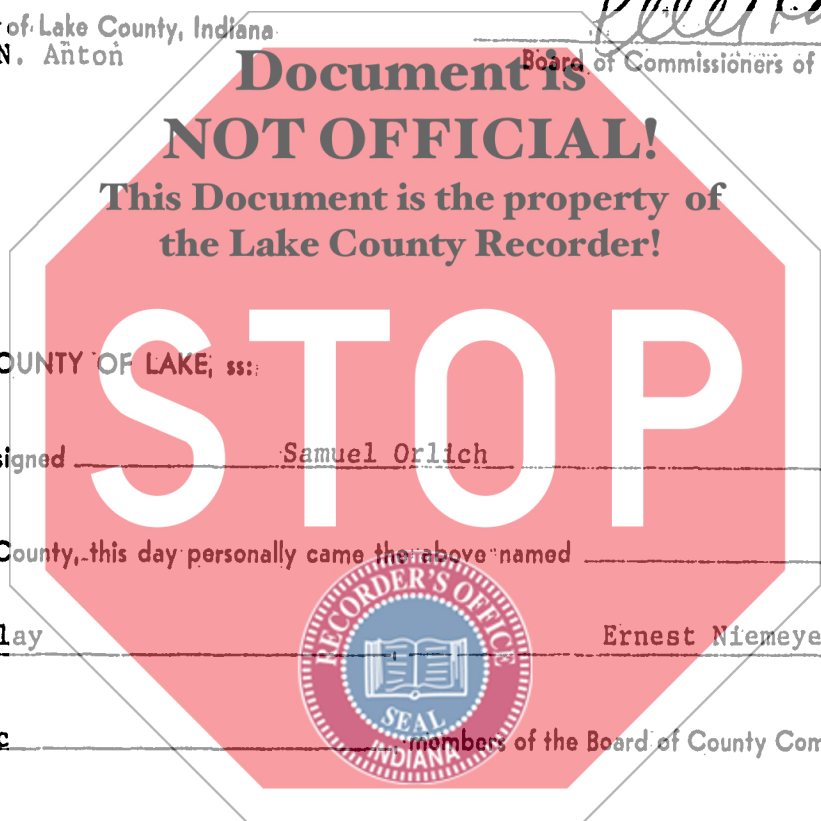 of Lake County, Indiana
N. Anton
Board of Commissioners of
Document is
NOT OFFICIAL!
This Document is the property of
the Lake County Recorder!
STOP
OUNTY OF LAKE, ss:
igned Samuel Orlich
County, this day personally came the above named
RECORDER'S OFFICE
lay Ernest Niemeye
SEAL
INDIANA
c members of the Board of County Com